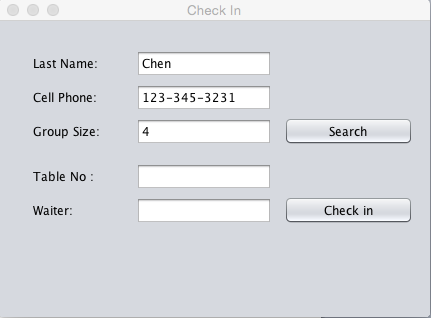 Check In
Last Name: Chen
Cell Phone: 123-345-3231
Group Size: 4 Search
Table No :
Waiter: Check in